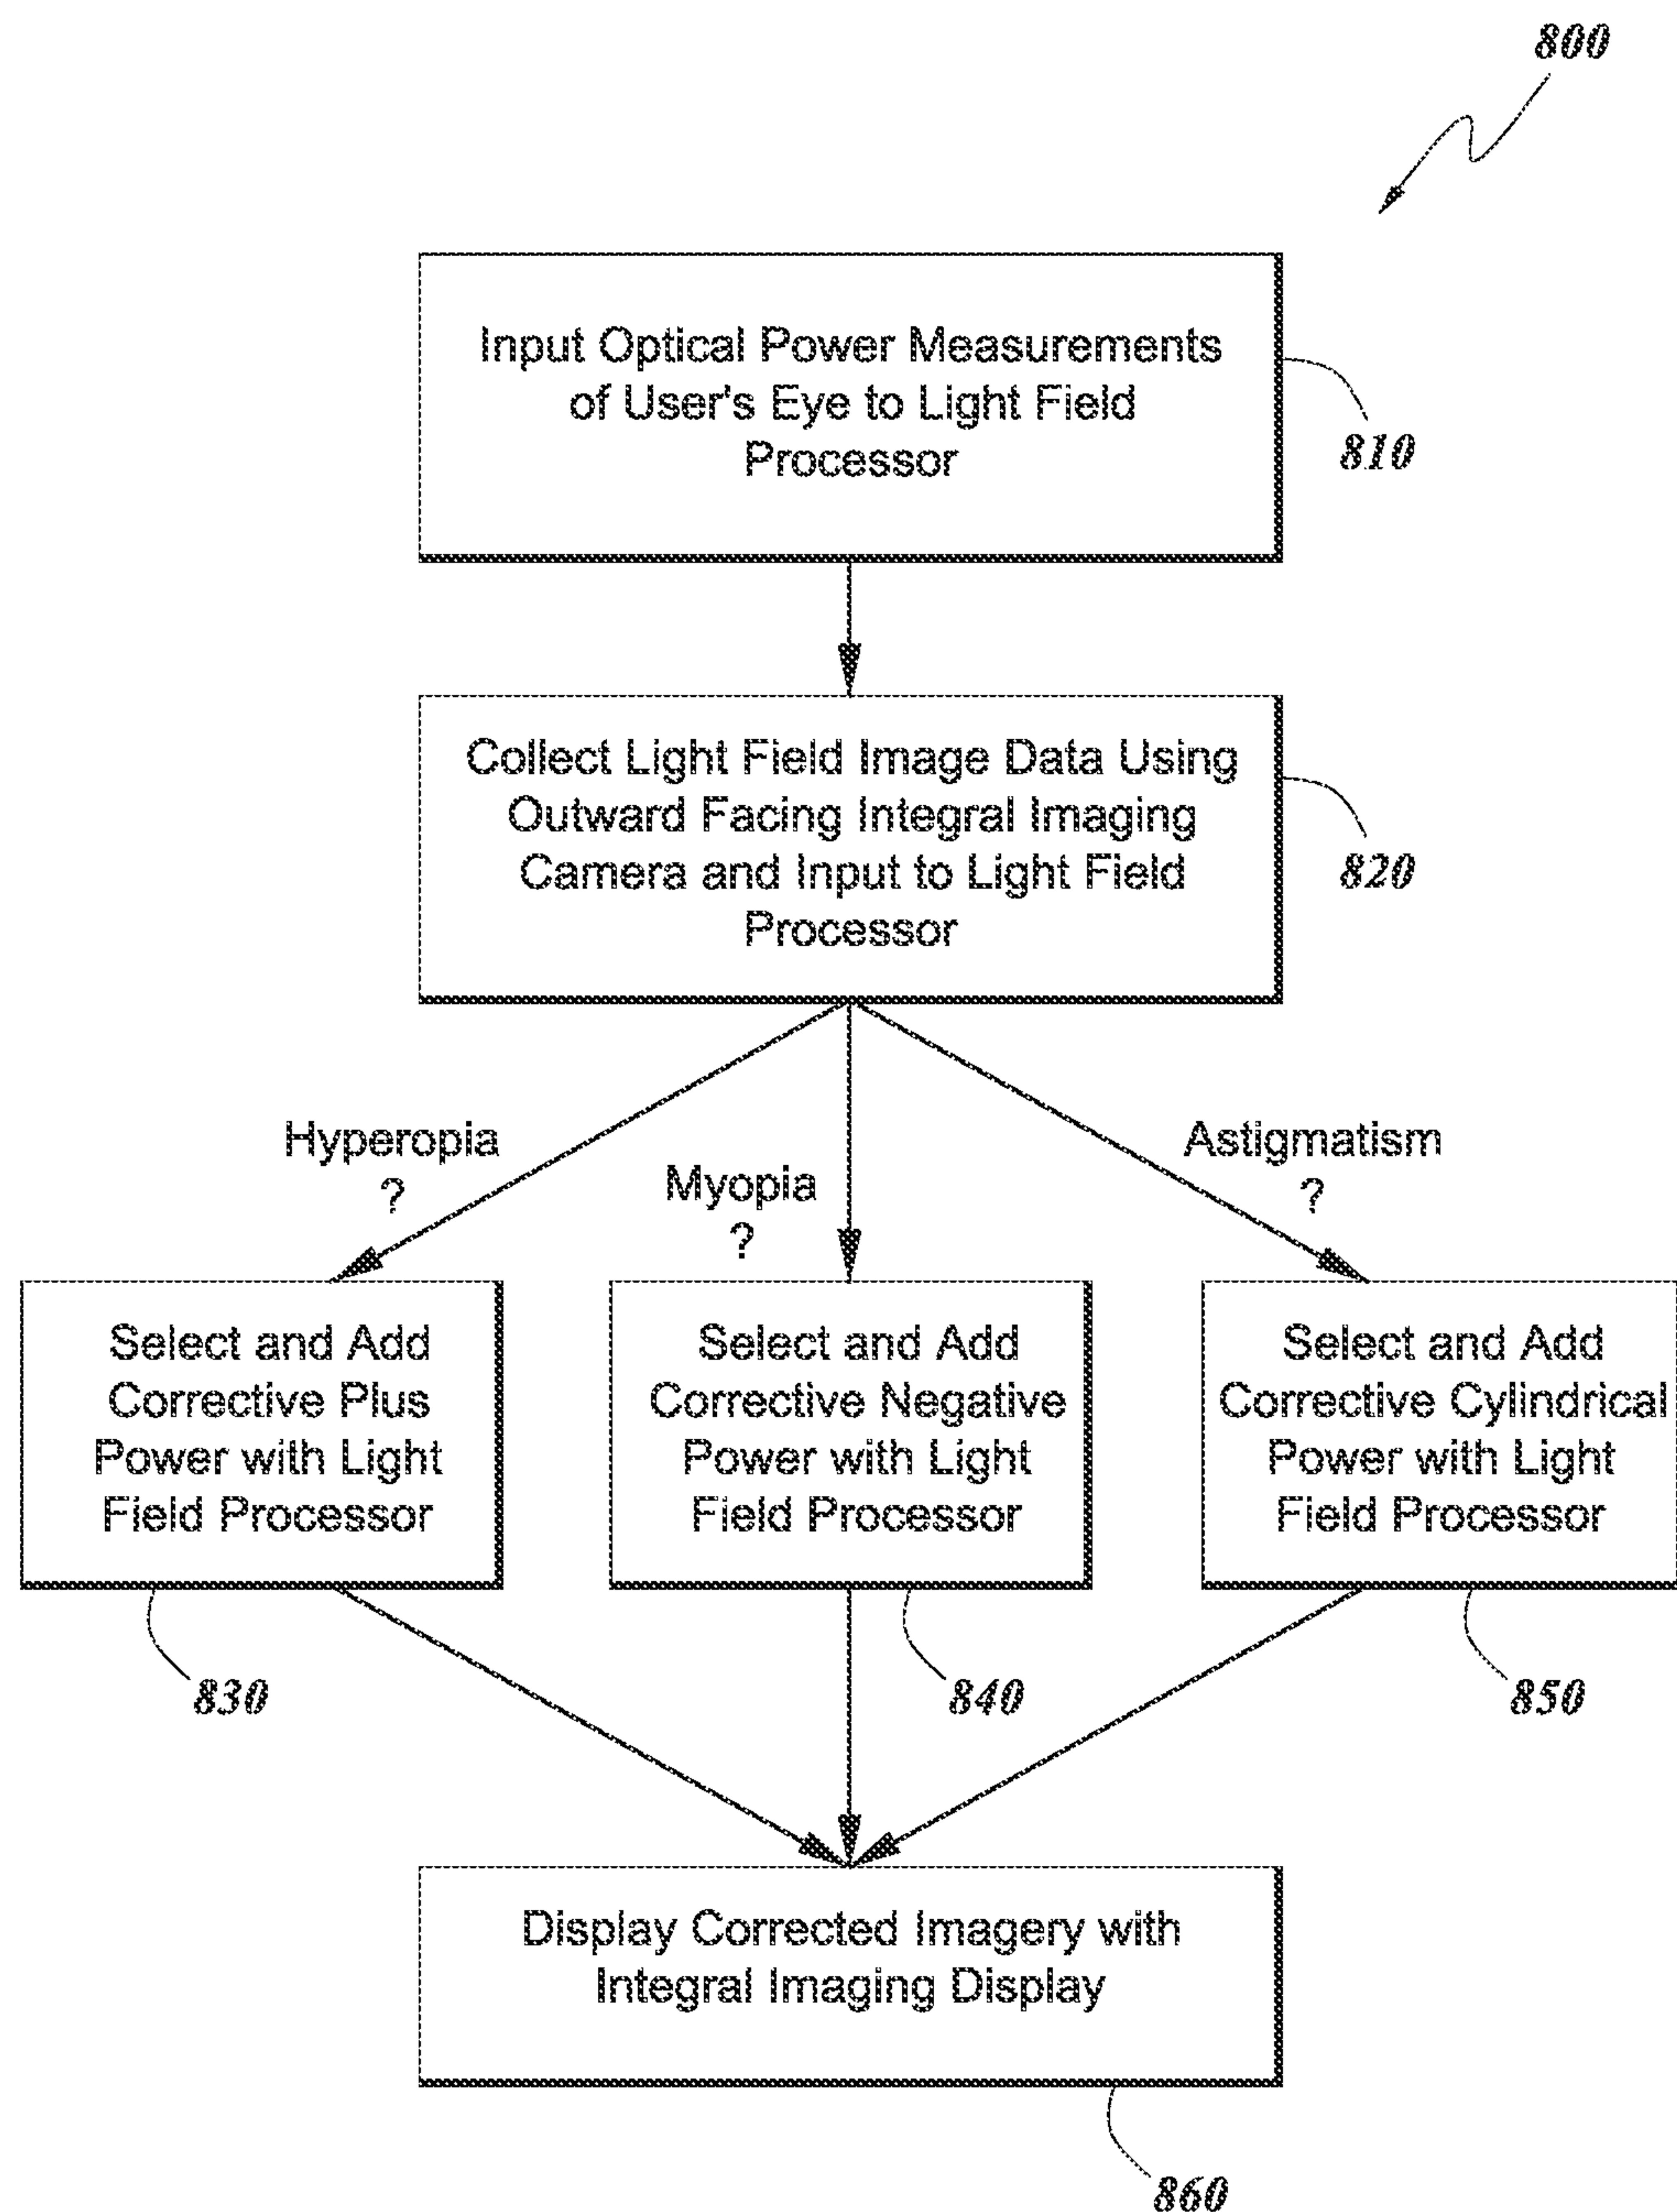 800
Input Optical Power Measurements
of User's Eye to Light Field
Processor
810
Collect Light Field Image Data Using
Outward Facing Integral Imaging
Camera and Input to Light Field
Processor
820
Hyperopia
?
Myopia
?
Astigmatism
?
Select and Add
Corrective Plus
Power with Light
Field Processor
830
Select and Add
Corrective Negative
Power with Light
Field Processor
840
Select and Add
Corrective Cylindrical
Power with Light
Field Processor
850
Display Corrected Imagery with
Integral Imaging Display
860